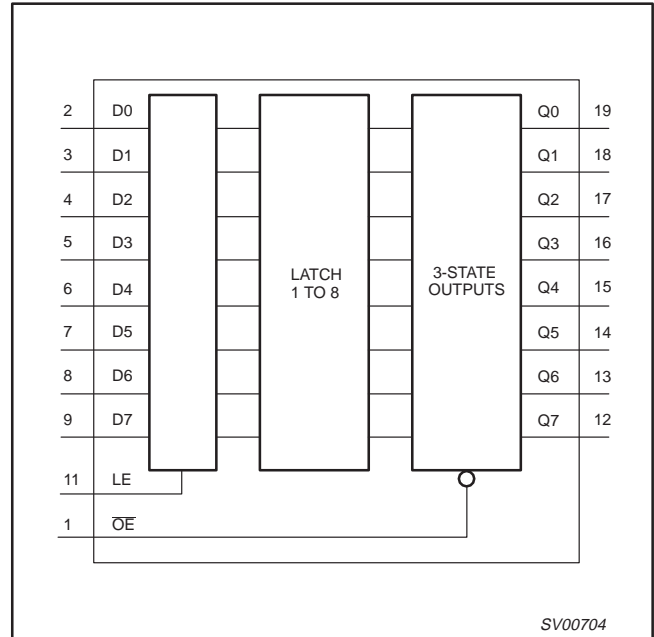 2 D0 Q0 19
3 D1 Q1 18
4 D2 Q2 17
5 D3 Q3 16
LATCH 3-STATE
1 TO 8 OUTPUTS
6 D4 Q4 15
7 D5 Q5 14
8 D6 Q6 13
9 D7 Q7 12
11 LE
1 O̅E̅
SV00704